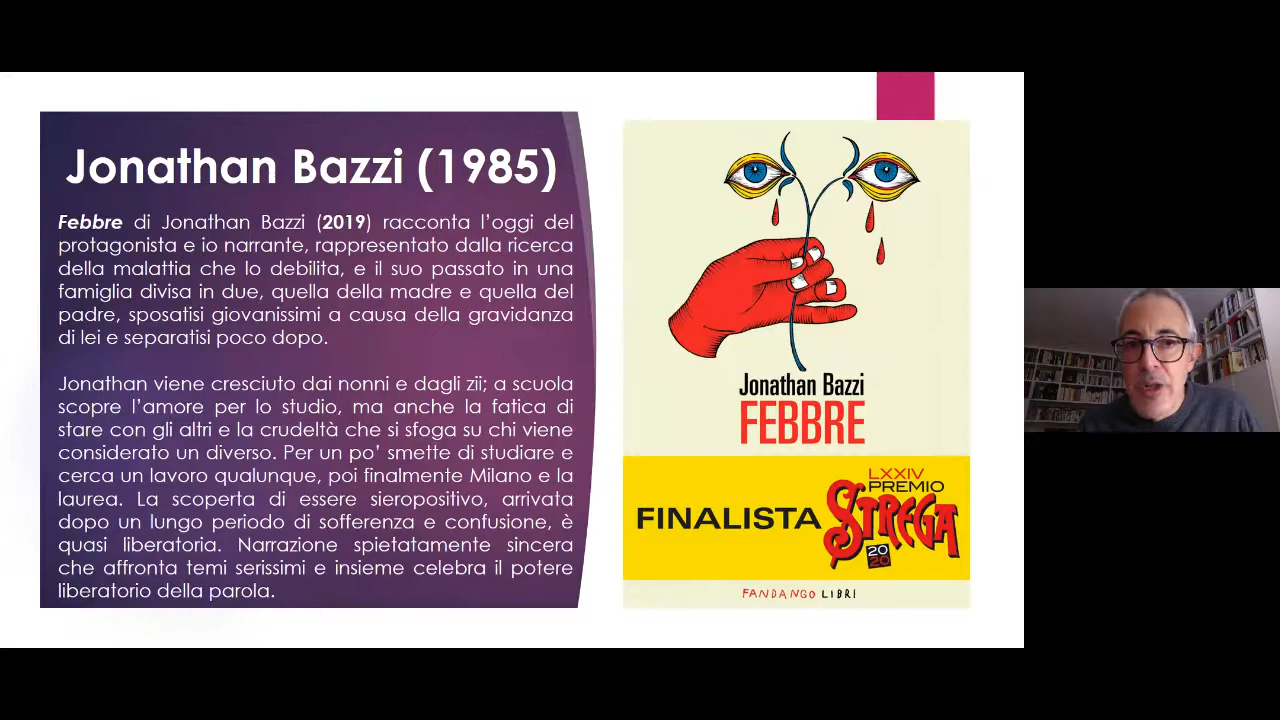 Jonathan Bazzi (1985)
Febbre di Jonathan Bazzi (2019) racconta l’oggi del
protagonista e io narrante, rappresentato dalla ricerca
della malattia che lo debilita, e il suo passato in una
famiglia divisa in due, quella della madre e quella del
padre, sposatisi giovanissimi a causa della gravidanza
di lei e separatisi poco dopo.
Jonathan viene cresciuto dai nonni e dagli zii; a scuola
scopre l’amore per lo studio, ma anche la fatica di
stare con gli altri e la crudeltà che si sfoga su chi viene
considerato un diverso. Per un po’ smette di studiare e
cerca un lavoro qualunque, poi finalmente Milano e la
laurea. La scoperta di essere sieropositivo, arrivata
dopo un lungo periodo di sofferenza e confusione, è
quasi liberatoria. Narrazione spietatamente sincera
che affronta temi serissimi e insieme celebra il potere
liberatorio della parola.
Jonathan Bazzi
FEBBRE
LXXIV
PREMIO
FINALISTA STREGA
20
20
FANDANGO LIBRI